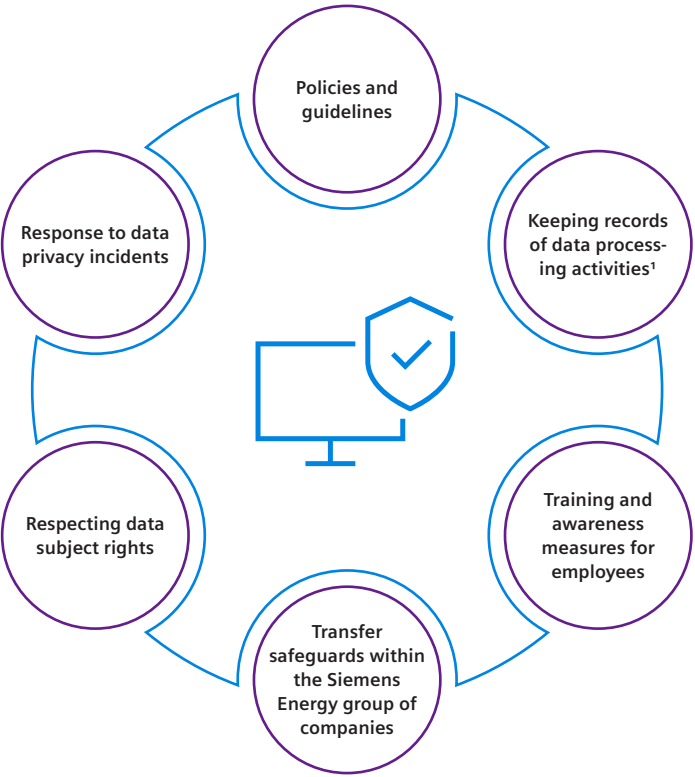 Policies and
guidelines
Keeping records
of data process-
ing activities¹
Training and
awareness
measures for
employees
Transfer
safeguards within
the Siemens
Energy group of
companies
Respecting data
subject rights
Response to data
privacy incidents